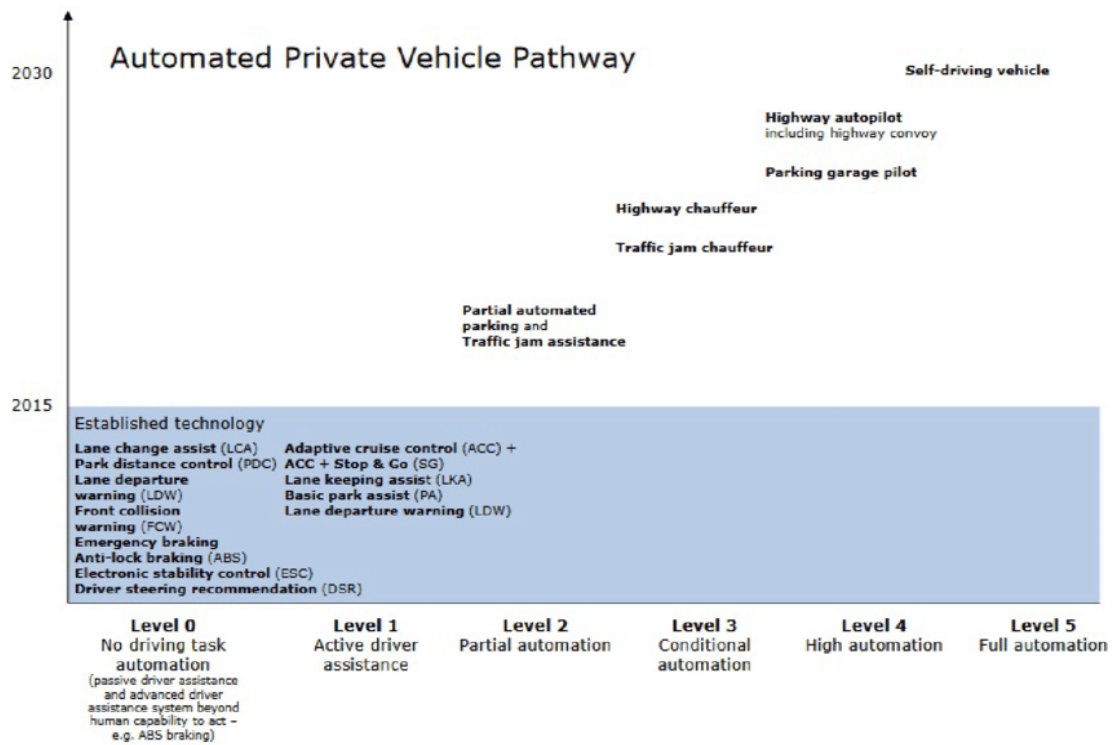 Automated Private Vehicle Pathway
2030
Self-driving vehicle
Highway autopilot
including highway convoy
Parking garage pilot
Highway chauffeur
Traffic jam chauffeur
Partial automated
parking and
Traffic jam assistance
2015
Established technology
Lane change assist (LCA)
Park distance control (PDC)
Lane departure
warning (LDW)
Front collision
warning (FCW)
Emergency braking
Anti-lock braking (ABS)
Electronic stability control (ESC)
Driver steering recommendation (DSR)
Adaptive cruise control (ACC) +
ACC + Stop & Go (SG)
Lane keeping assist (LKA)
Basic park assist (PA)
Lane departure warning (LDW)
Level 0
No driving task
automation
(passive driver assistance
and advanced driver
assistance system beyond
human capability to act –
e.g. ABS braking)
Level 1
Active driver
assistance
Level 2
Partial automation
Level 3
Conditional
automation
Level 4
High automation
Level 5
Full automation